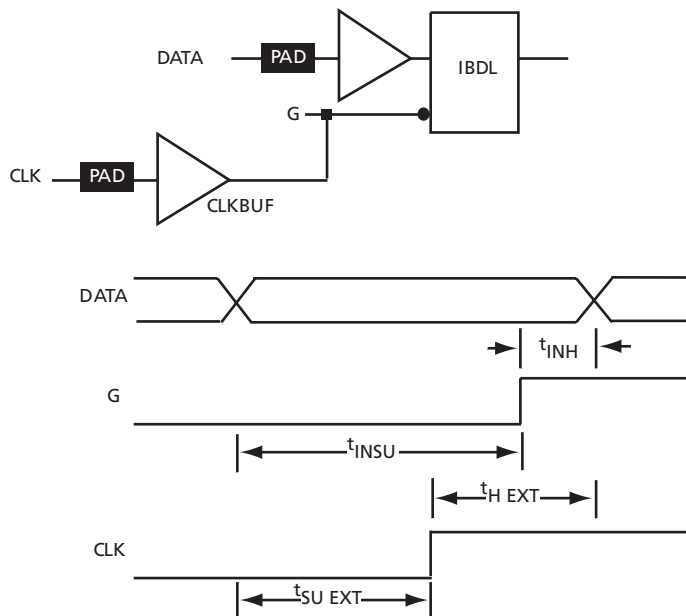 DATA
PAD
IBDL
G
CLK
PAD
CLKBUF
DATA
tINH
G
tINSU
tH EXT
CLK
tSU EXT